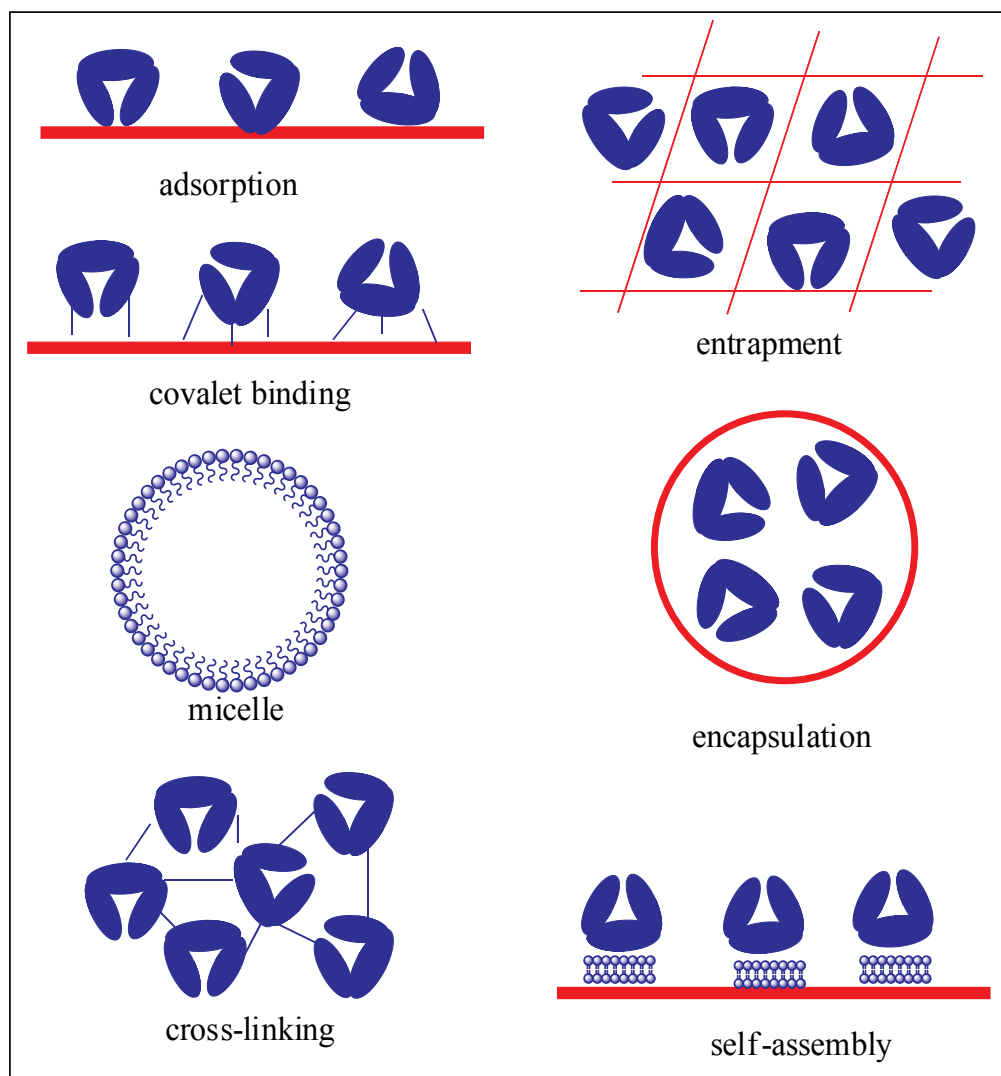 adsorption
entrapment
covalet binding
micelle
encapsulation
cross-linking
self-assembly